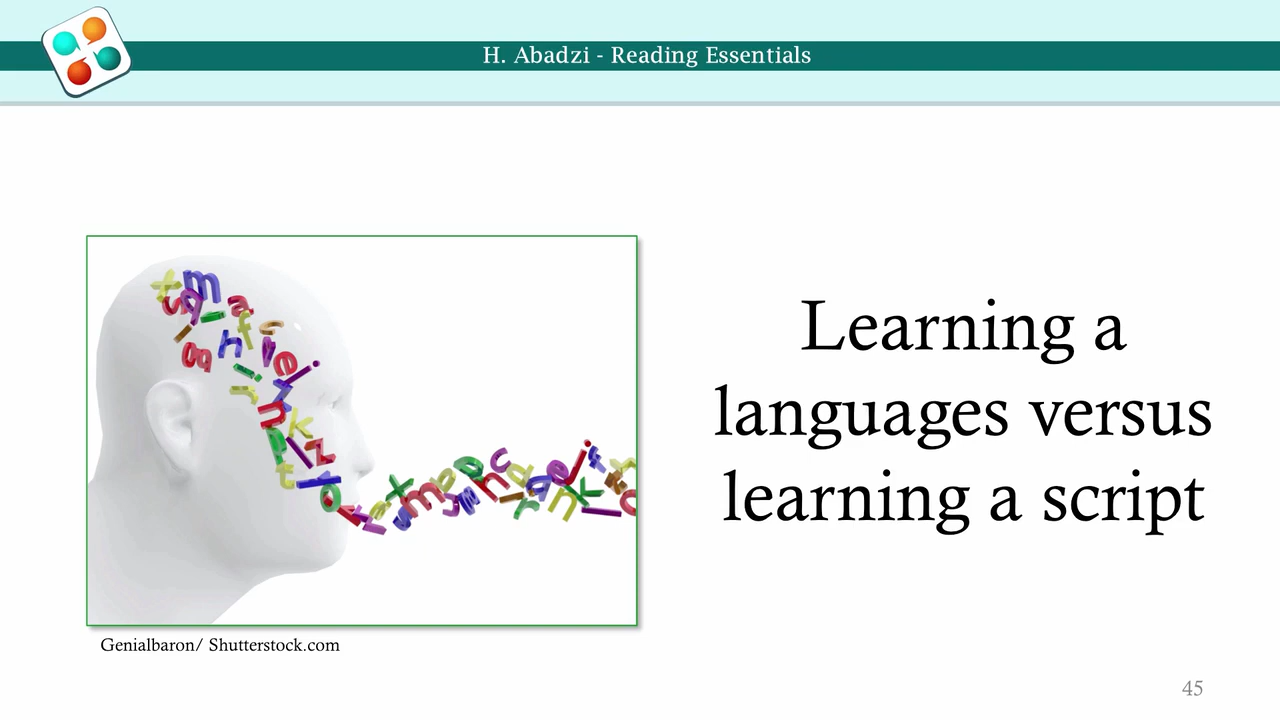 H. Abadzi - Reading Essentials
Learning a
languages versus
learning a script
Genialbaron/ Shutterstock.com
45